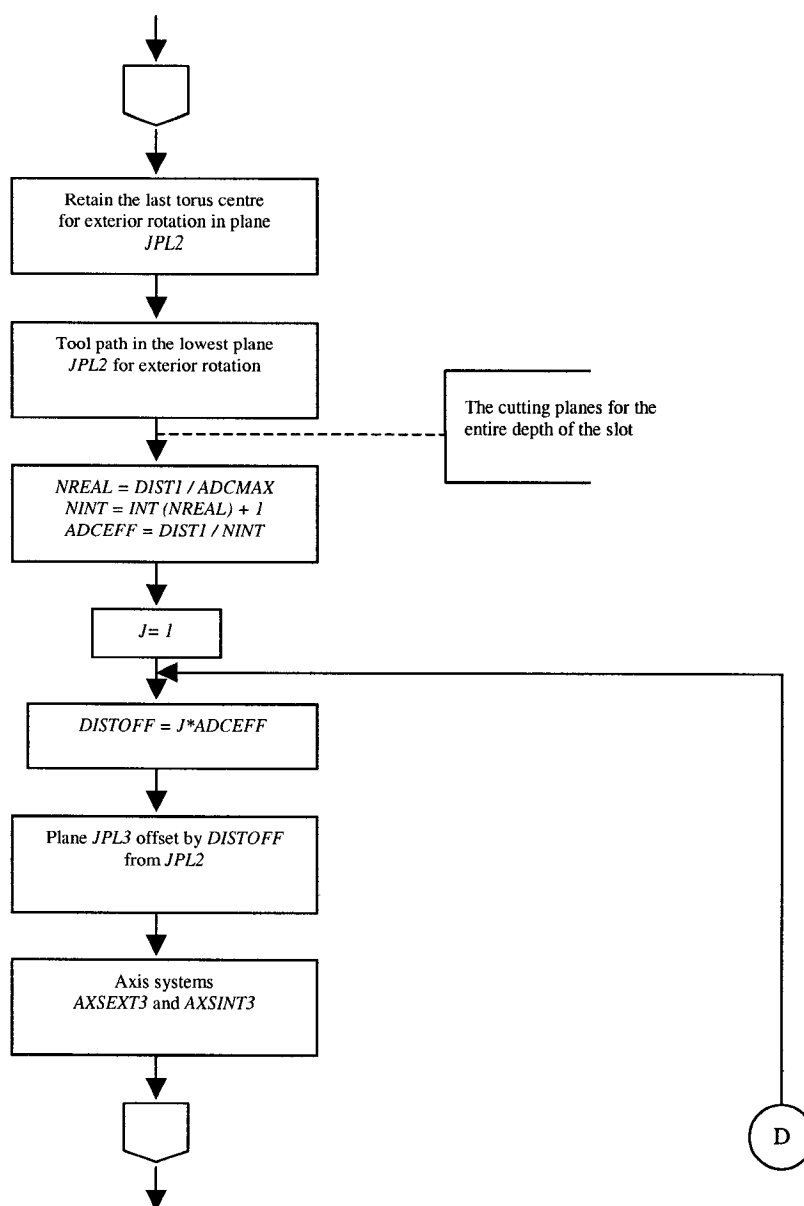 Retain the last torus centre
for exterior rotation in plane
JPL2
Tool path in the lowest plane
JPL2 for exterior rotation
The cutting planes for the
entire depth of the slot
NREAL = DIST1 / ADCMAX
NINT = INT (NREAL) + 1
ADCEFF = DIST1 / NINT
J= 1
DISTOFF = J*ADCEFF
Plane JPL3 offset by DISTOFF
from JPL2
Axis systems
AXSEXT3 and AXSINT3
D